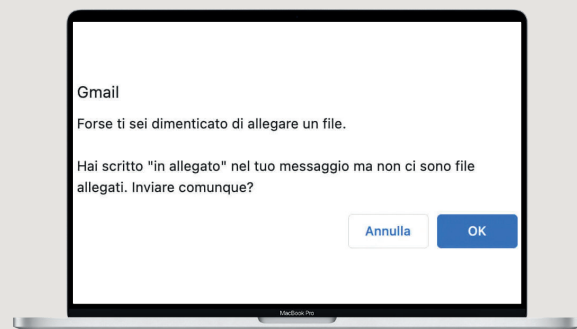 Gmail
Forse ti sei dimenticato di allegare un file.
Hai scritto "in allegato" nel tuo messaggio ma non ci sono file
allegati. Inviare comunque?
Annulla
OK
MacBook Pro